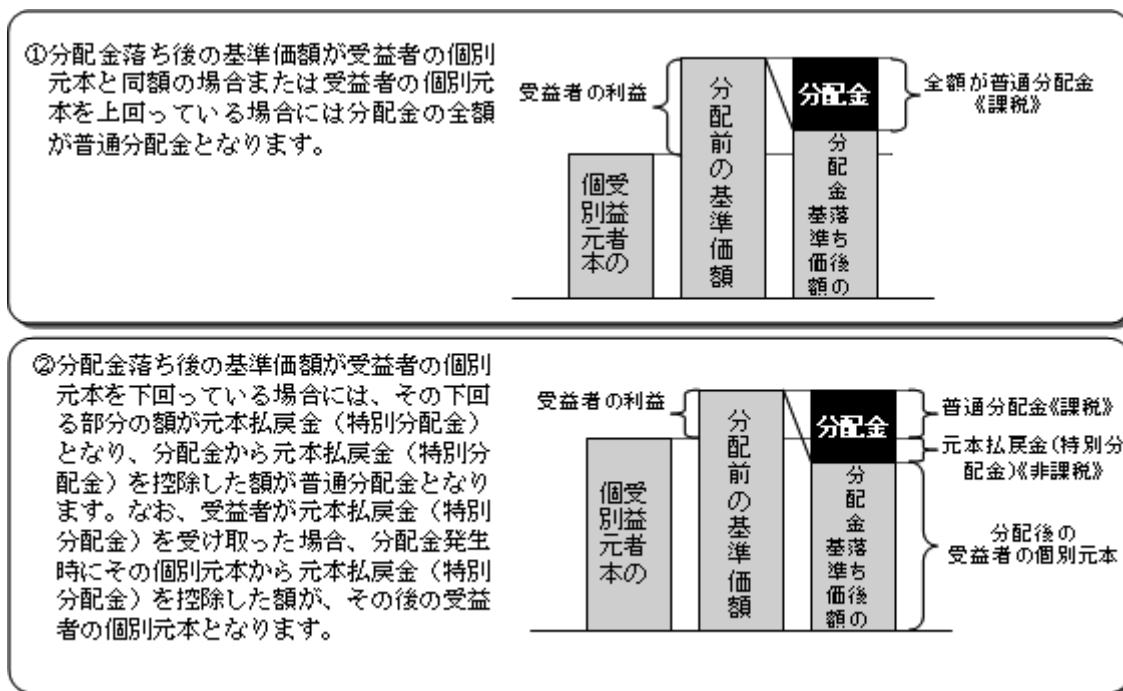 ①分配金落ち後の基準価額が受益者の個別
元本と同額の場合または受益者の個別元
本を上回っている場合には分配金の全額
が普通分配金となります。
受益者の利益
受益者の
個別元本
分配前の基準価額
分配金
分配金落ち後の
基準価額
全額が普通分配金
《課税》
②分配金落ち後の基準価額が受益者の個別
元本を下回っている場合には、その下回
る部分の額が元本払戻金（特別分配金）
となり、分配金から元本払戻金（特別分
配金）を控除した額が普通分配金となり
ます。なお、受益者が元本払戻金（特別
分配金）を受け取った場合、分配金発生
時にその個別元本から元本払戻金（特別
分配金）を控除した額が、その後の受益
者の個別元本となります。
受益者の利益
受益者の
個別元本
分配前の基準価額
分配金
分配金落ち後の
基準価額
普通分配金《課税》
元本払戻金(特別分
配金)《非課税》
分配後の
受益者の個別元本